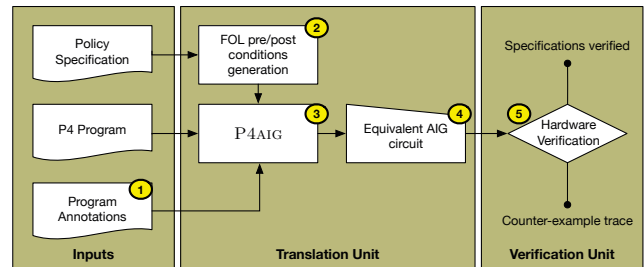 Policy
Specification
P4 Program
1
Program
Annotations
Inputs
2
FOL pre/post
conditions
generation
3
P4AIG
4
Equivalent AIG
circuit
Translation Unit
Specifications verified
5
Hardware
Verification
Counter-example trace
Verification Unit